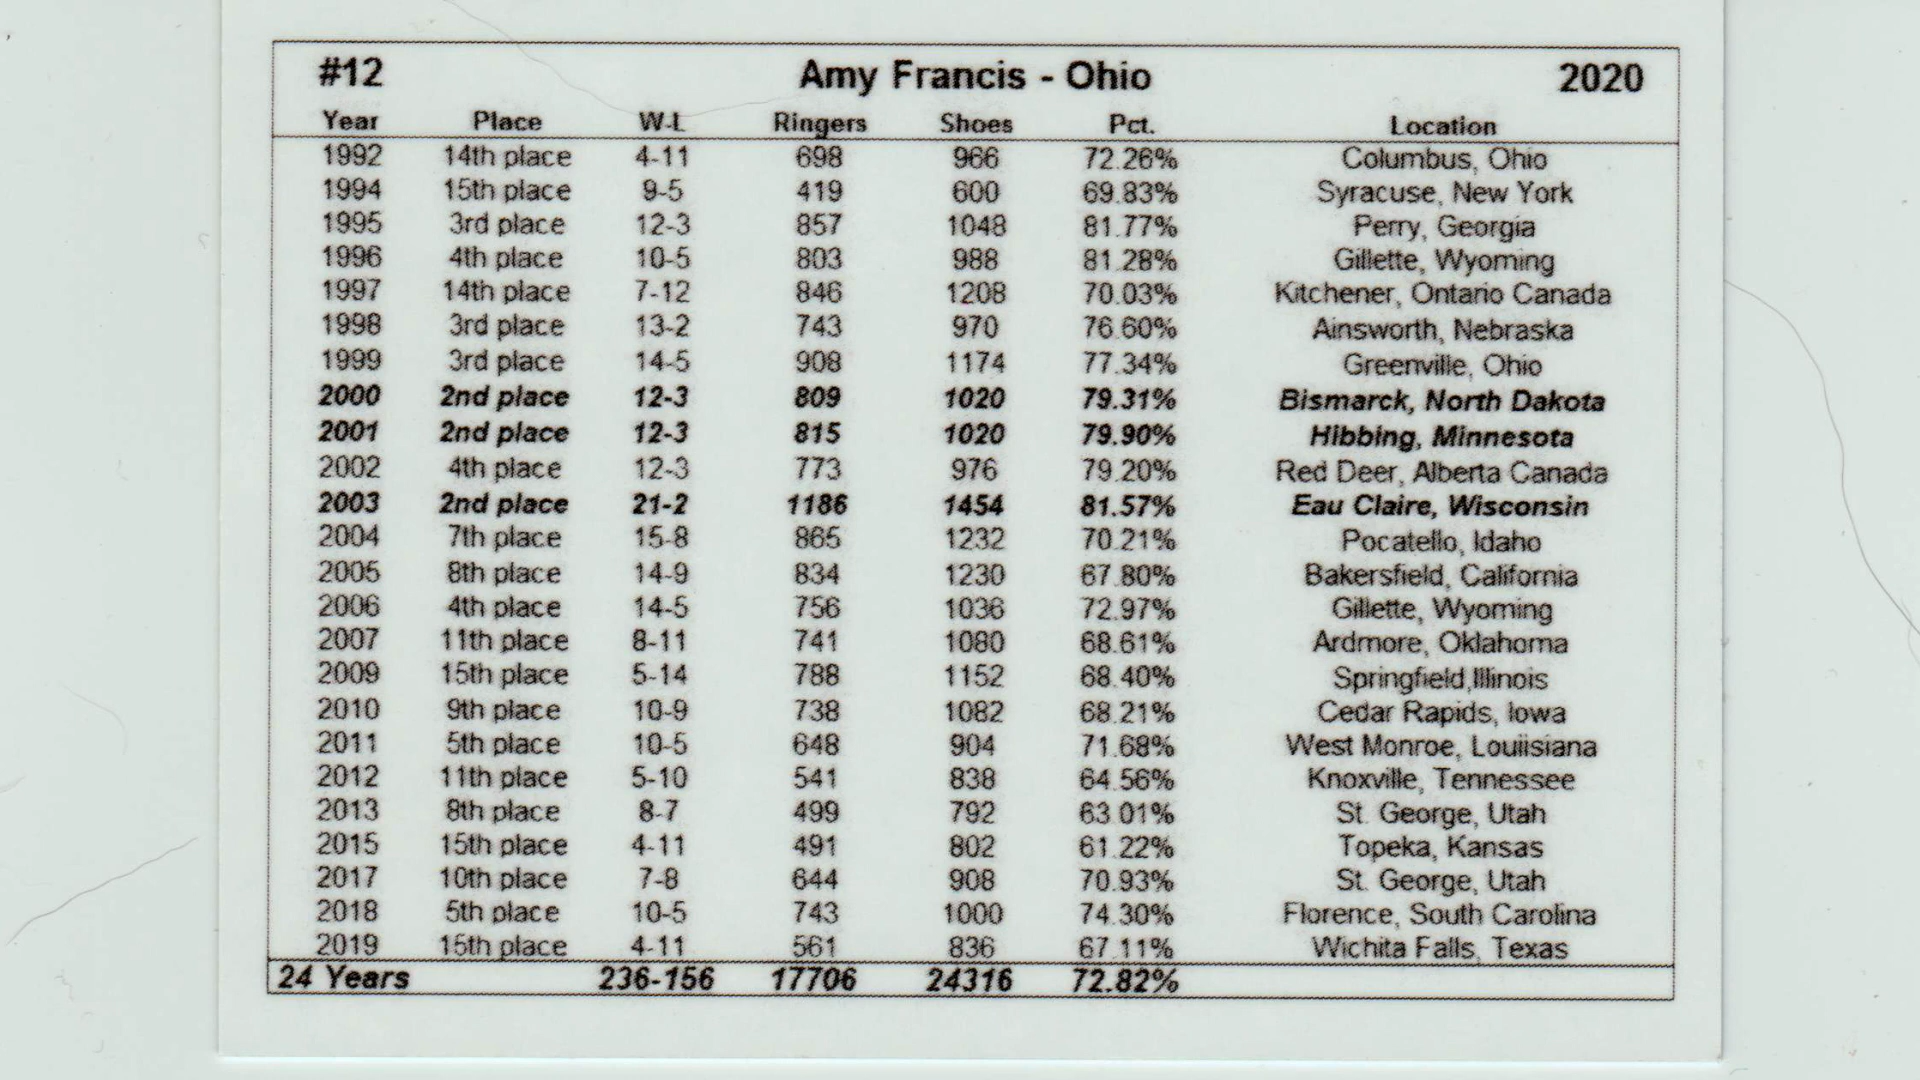 #12 Amy Francis - Ohio 2020
Year Place W-L Ringers Shoes Pct. Location
1992 14th place 4-11 698 966 72.26% Columbus, Ohio
1994 15th place 9-5 419 600 69.83% Syracuse, New York
1995 3rd place 12-3 857 1048 81.77% Perry, Georgia
1996 4th place 10-5 803 988 81.28% Gillette, Wyoming
1997 14th place 7-12 846 1208 70.03% Kitchener, Ontario Canada
1998 3rd place 13-2 743 970 76.60% Ainsworth, Nebraska
1999 3rd place 14-5 908 1174 77.34% Greenville, Ohio
2000 2nd place 12-3 809 1020 79.31% Bismarck, North Dakota
2001 2nd place 12-3 815 1020 79.90% Hibbing, Minnesota
2002 4th place 12-3 773 976 79.20% Red Deer, Alberta Canada
2003 2nd place 21-2 1186 1454 81.57% Eau Claire, Wisconsin
2004 7th place 15-8 865 1232 70.21% Pocatello, Idaho
2005 8th place 14-9 834 1230 67.80% Bakersfield, California
2006 4th place 14-5 756 1036 72.97% Gillette, Wyoming
2007 11th place 8-11 741 1080 68.61% Ardmore, Oklahoma
2009 15th place 5-14 788 1152 68.40% Springfield,Illinois
2010 9th place 10-9 738 1082 68.21% Cedar Rapids, Iowa
2011 5th place 10-5 648 904 71.68% West Monroe, Louiisiana
2012 11th place 5-10 541 838 64.56% Knoxville, Tennessee
2013 8th place 8-7 499 792 63.01% St. George, Utah
2015 15th place 4-11 491 802 61.22% Topeka, Kansas
2017 10th place 7-8 644 908 70.93% St. George, Utah
2018 5th place 10-5 743 1000 74.30% Florence, South Carolina
2019 15th place 4-11 561 836 67.11% Wichita Falls, Texas
24 Years 236-156 17706 24316 72.82%